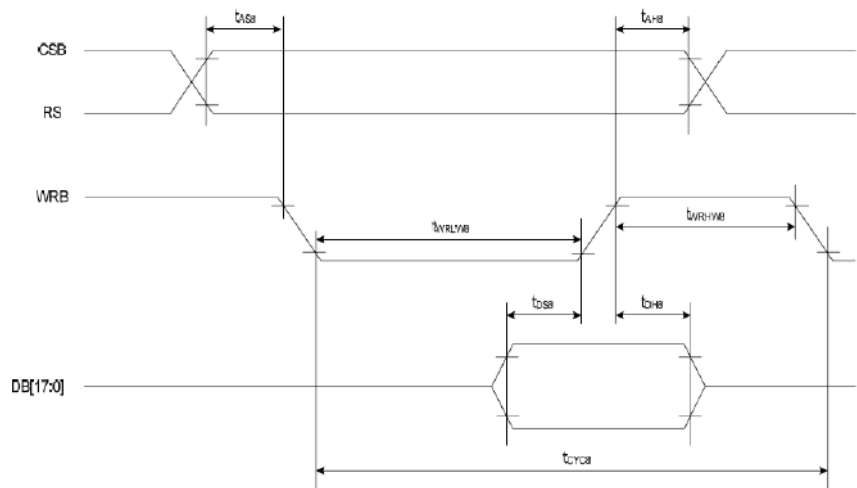 tAS8
tAH8
CSB
RS
WRB
tWRLW8
tWRHW8
tDS8
tDH8
DB[17:0]
tCYC8